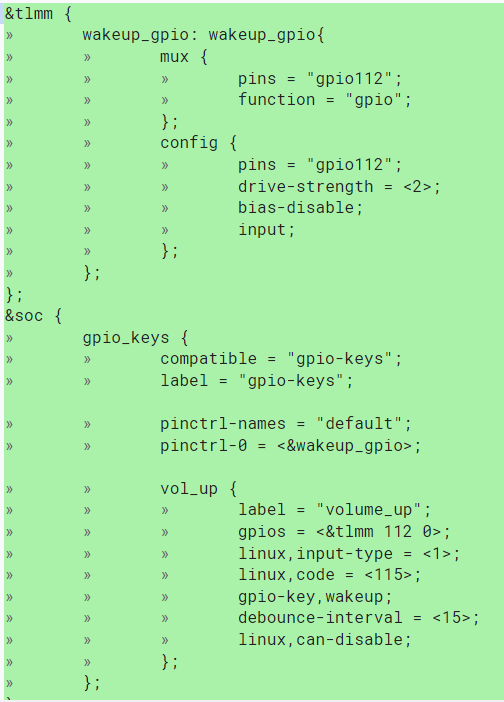 &tlmm {
»	wakeup_gpio: wakeup_gpio{
»	»	mux {
»	»	»	pins = "gpio112";
»	»	»	function = "gpio";
»	»	};
»	»	config {
»	»	»	pins = "gpio112";
»	»	»	drive-strength = <2>;
»	»	»	bias-disable;
»	»	»	input;
»	»	};
»	};
};
&soc {
»	gpio_keys {
»	»	compatible = "gpio-keys";
»	»	label = "gpio-keys";

»	»	pinctrl-names = "default";
»	»	pinctrl-0 = <&wakeup_gpio>;

»	»	vol_up {
»	»	»	label = "volume_up";
»	»	»	gpios = <&tlmm 112 0>;
»	»	»	linux,input-type = <1>;
»	»	»	linux,code = <115>;
»	»	»	gpio-key,wakeup;
»	»	»	debounce-interval = <15>;
»	»	»	linux,can-disable;
»	»	};
»	};